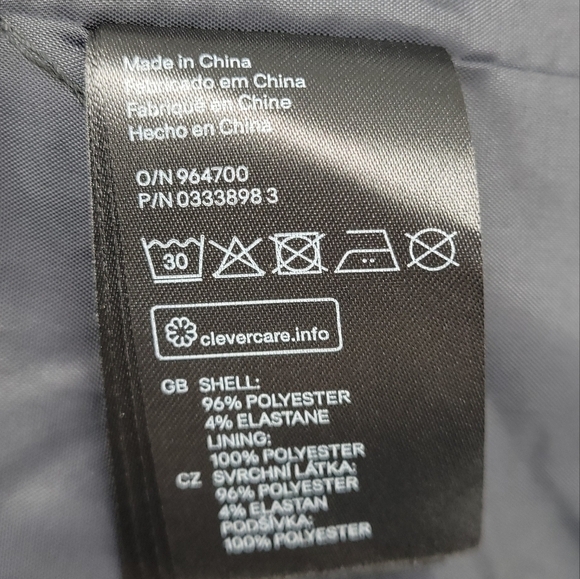 Made in China
Fabricado em China
Fabriqué en Chine
Hecho en China
O/N 964700
P/N 0333898 3
30
clevercare.info
GB SHELL:
96% POLYESTER
4% ELASTANE
LINING:
100% POLYESTER
CZ SVRCHNÍ LÁTKA:
96% POLYESTER
4% ELASTAN
PODŠÍVKA:
100% POLYESTER